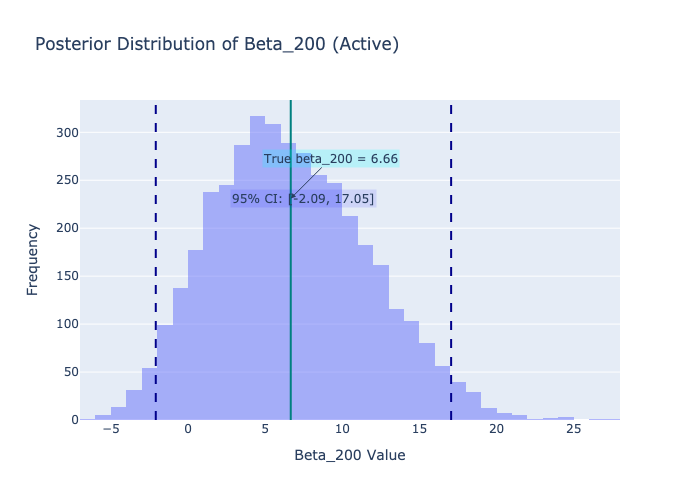 Posterior Distribution of Beta_200 (Active)
300
True beta_200 = 6.66
250
95% CI: [-2.09, 17.05]
200
150
100
50
0
Frequency
−5
0
5
10
15
20
25
Beta_200 Value